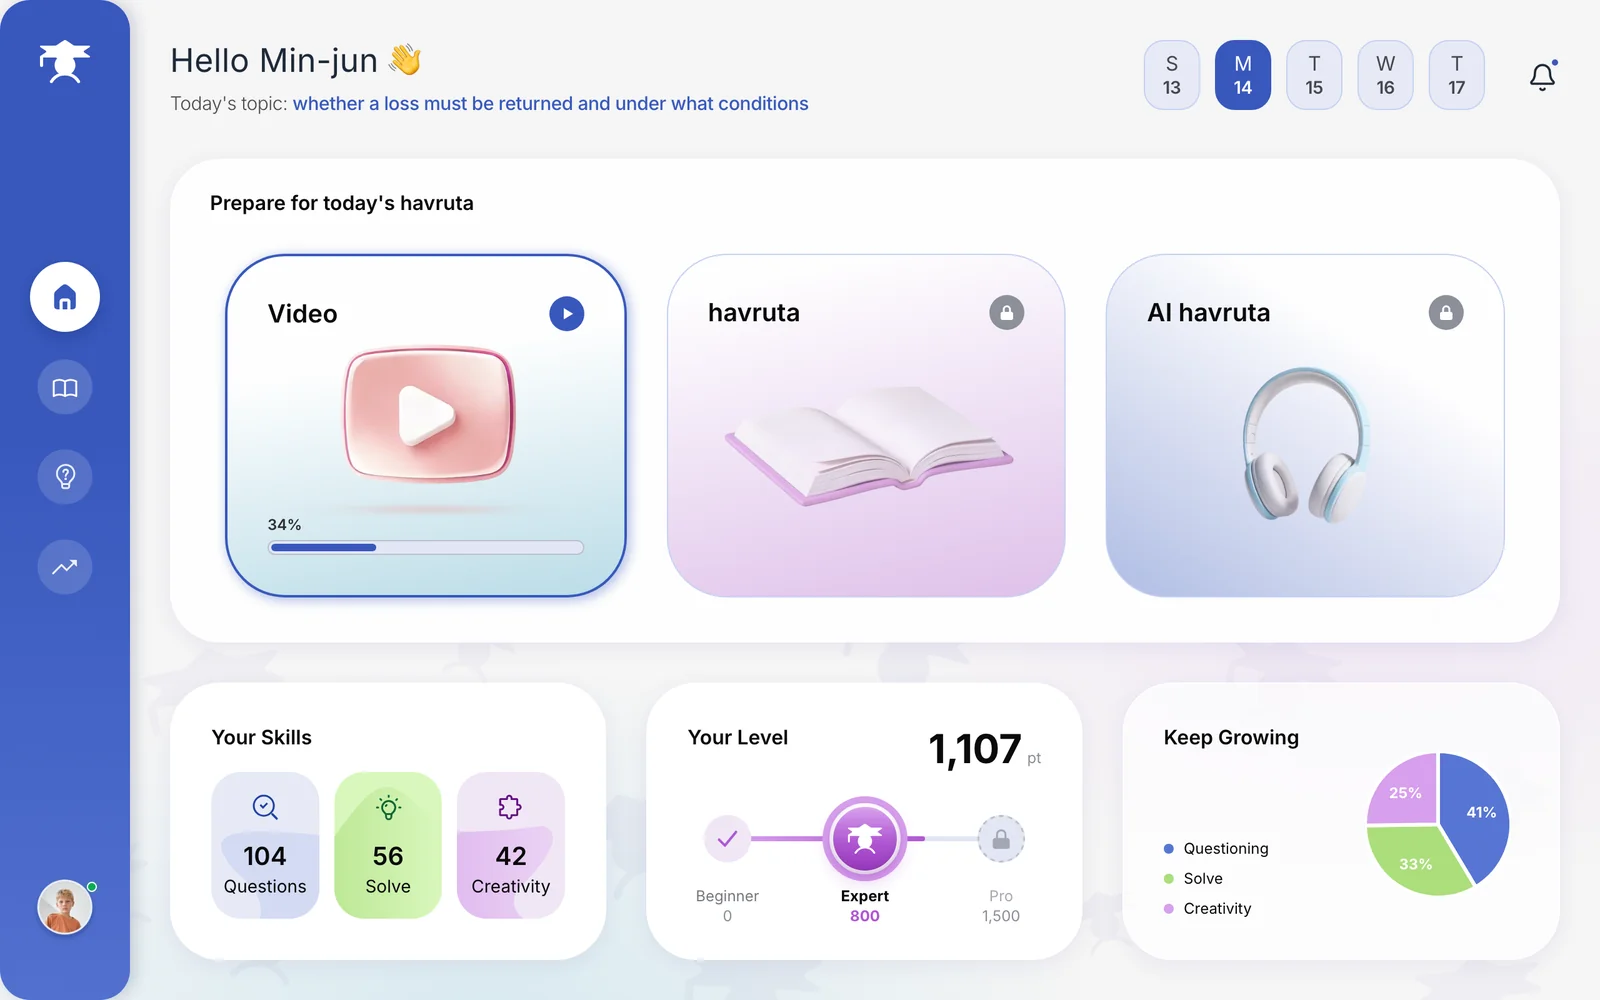 Hello Min-jun 👋
Today's topic: whether a loss must be returned and under what conditions
S
13
M
14
T
15
W
16
T
17
Prepare for today's havruta
Video
34%
havruta
AI havruta
Your Skills
104
Questions
56
Solve
42
Creativity
Your Level
1,107 pt
Beginner
0
Expert
800
Pro
1,500
Keep Growing
Questioning
Solve
Creativity
25%
41%
33%